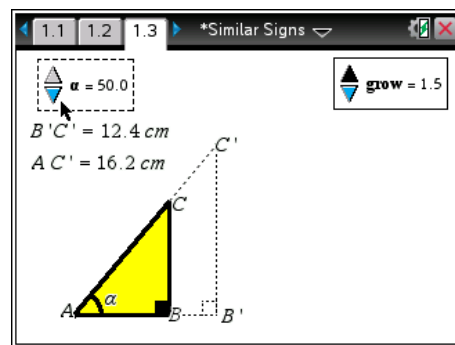 1.1 1.2 1.3 *Similar Signs
α = 50.0
grow = 1.5
B'C' = 12.4 cm
A C' = 16.2 cm
C'
C
A α B B'